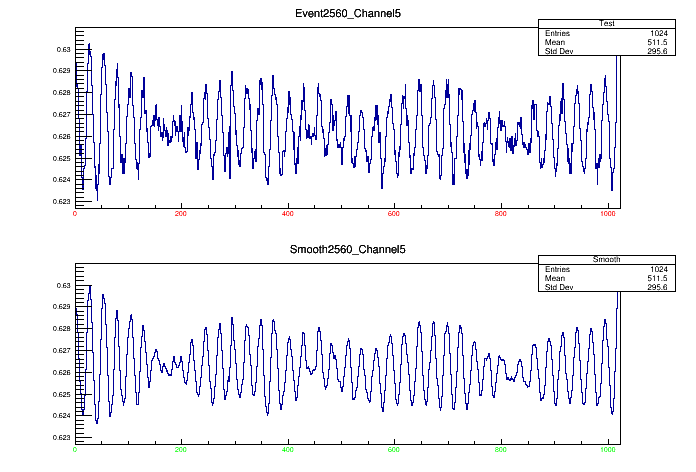 Event2560_Channel5
Test
Entries 1024
Mean 511.5
Std Dev 295.6
0.63
0.629
0.628
0.627
0.626
0.625
0.624
0.623
0 200 400 600 800 1000
Smooth2560_Channel5
Smooth
Entries 1024
Mean 511.5
Std Dev 295.6
0.63
0.629
0.628
0.627
0.626
0.625
0.624
0.623
0 200 400 600 800 1000